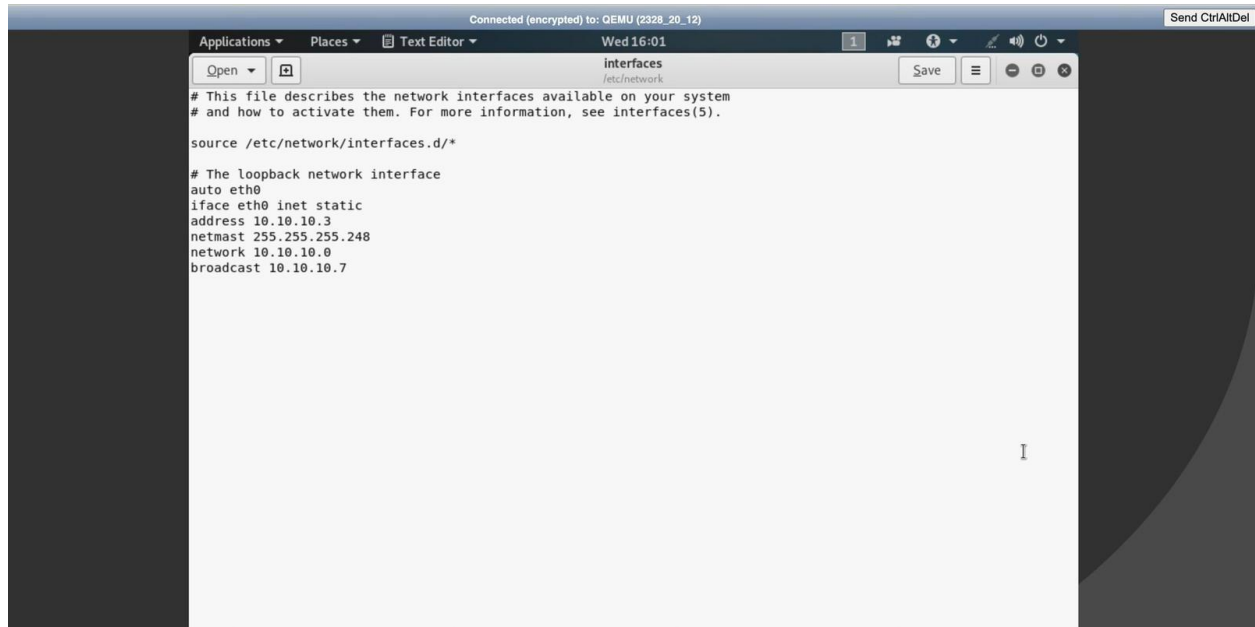 Connected (encrypted) to: QEMU (2328_20_12)
Send CtrlAltDel
Applications Places Text Editor Wed 16:01 1
Open interfaces Save
/etc/network
# This file describes the network interfaces available on your system
# and how to activate them. For more information, see interfaces(5).
source /etc/network/interfaces.d/*
# The loopback network interface
auto eth0
iface eth0 inet static
address 10.10.10.3
netmast 255.255.255.248
network 10.10.10.0
broadcast 10.10.10.7